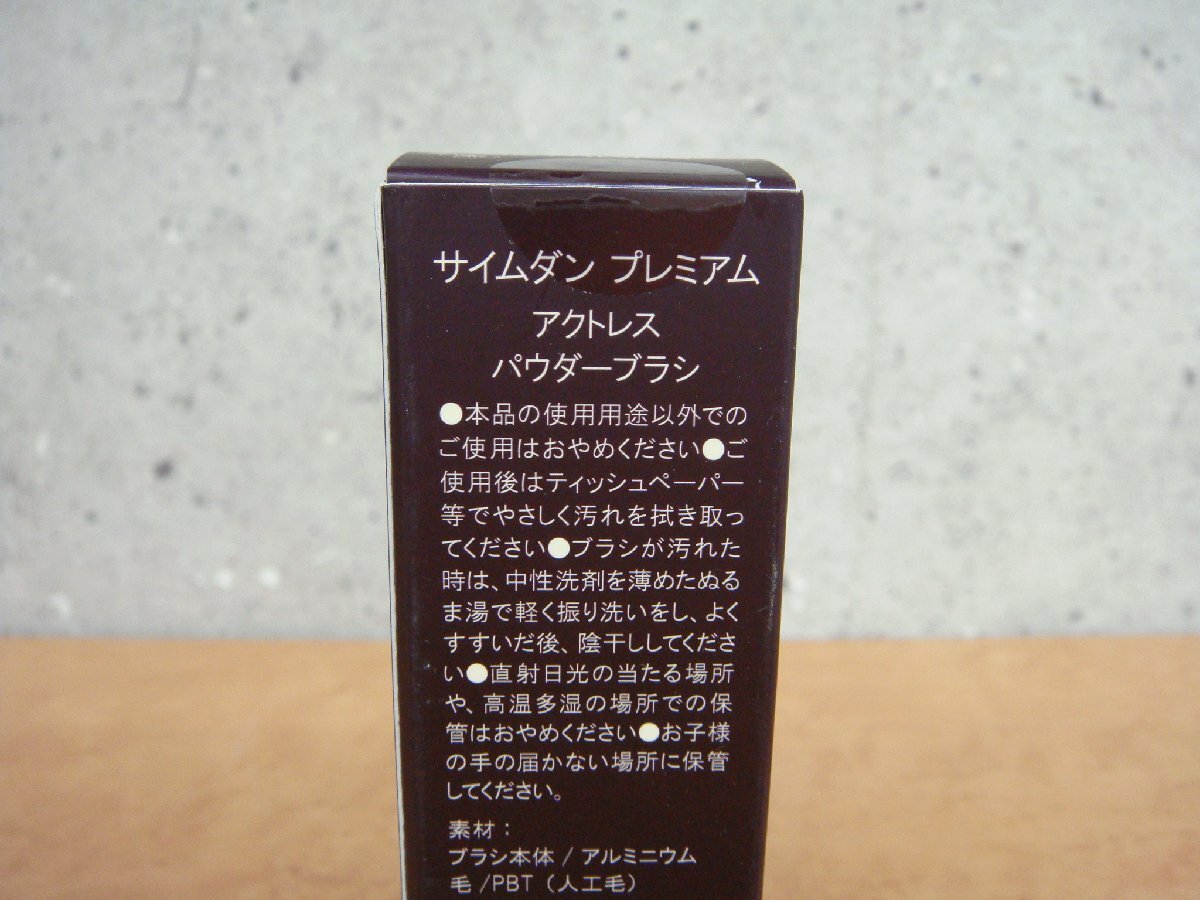 サイムダン プレミアム
アクトレス
パウダーブラシ
●本品の使用用途以外での
ご使用はおやめください●ご
使用後はティッシュペーパー
等でやさしく汚れを拭き取っ
てください●ブラシが汚れた
時は、中性洗剤を薄めたぬる
ま湯で軽く振り洗いをし、よく
すすいだ後、陰干ししてくださ
い●直射日光の当たる場所
や、高温多湿の場所での保
管はおやめください●お子様
の手の届かない場所に保管
してください。
素材：
ブラシ本体 / アルミニウム
毛 /PBT（人工毛）